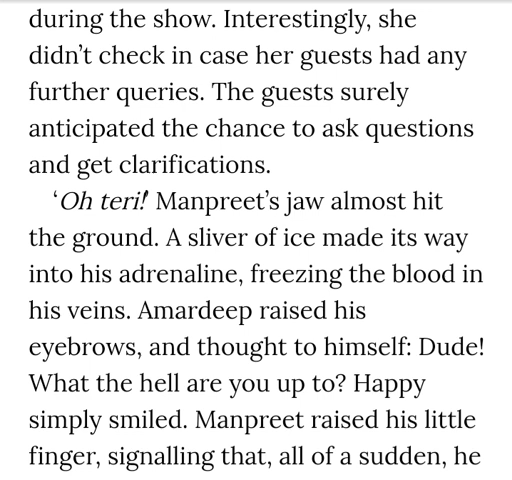 during the show. Interestingly, she
didn’t check in case her guests had any
further queries. The guests surely
anticipated the chance to ask questions
and get clarifications.
‘Oh teri!’ Manpreet’s jaw almost hit
the ground. A sliver of ice made its way
into his adrenaline, freezing the blood in
his veins. Amardeep raised his
eyebrows, and thought to himself: Dude!
What the hell are you up to? Happy
simply smiled. Manpreet raised his little
finger, signalling that, all of a sudden, he